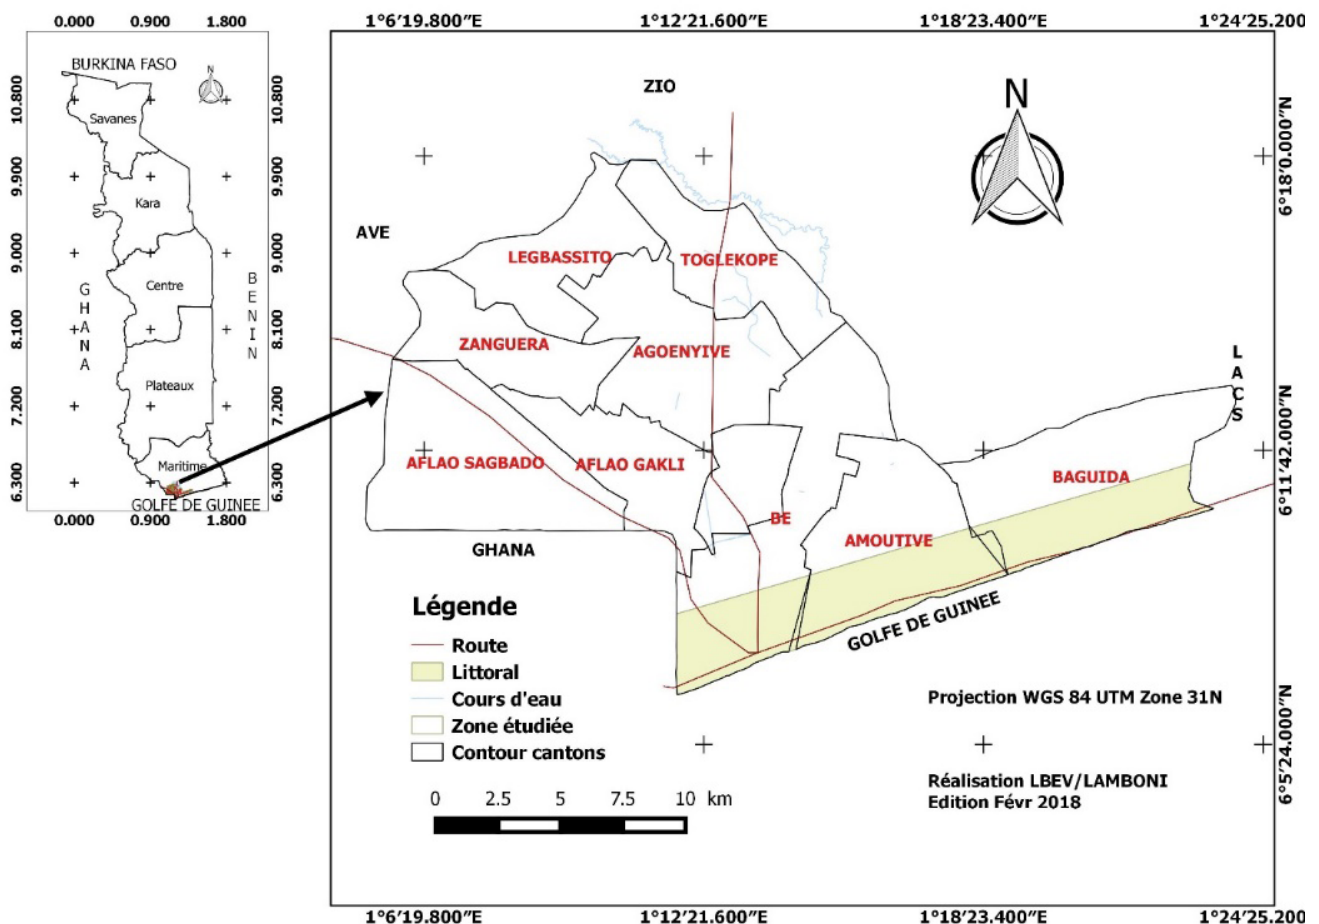 0.000 0.900 1.800
BURKINA FASO
N
10.800
9.900
9.000
8.100
7.200
6.300
10.800
9.900
9.000
8.100
7.200
6.300
Savanes
Kara
Centre
Plateaux
Maritime
GHANA
BENIN
GOLFE DE GUINEE
0.000 0.900 1.800
1°6′19.800″E 1°12′21.600″E 1°18′23.400″E 1°24′25.200″E
ZIO
N
6°18′0.000″N
AVE
LEGBASSITO
TOGLEKOPE
ZANGUERA
AGOENYIVE
LACS
6°11′42.000″N
AFLAO SAGBADO
AFLAO GAKLI
BAGUIDA
BE
AMOUTIVE
GHANA
GOLFE DE GUINEE
Légende
Route
Littoral
Cours d'eau
Zone étudiée
Contour cantons
0 2.5 5 7.5 10 km
Projection WGS 84 UTM Zone 31N
6°5′24.000″N
Réalisation LBEV/LAMBONI
Edition Févr 2018
1°6′19.800″E 1°12′21.600″E 1°18′23.400″E 1°24′25.200″E